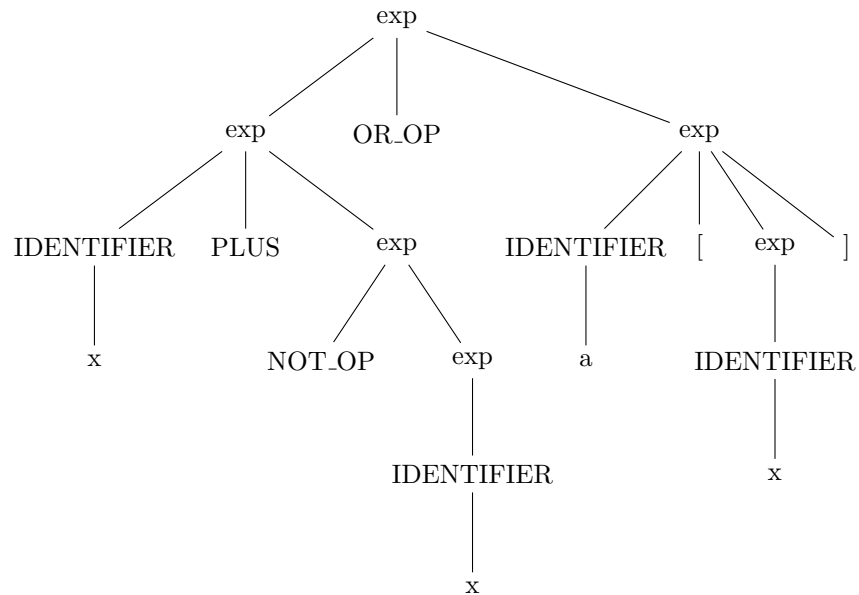 exp
exp OR_OP exp
IDENTIFIER PLUS exp IDENTIFIER [ exp ]
x NOT_OP exp a IDENTIFIER
IDENTIFIER x
x